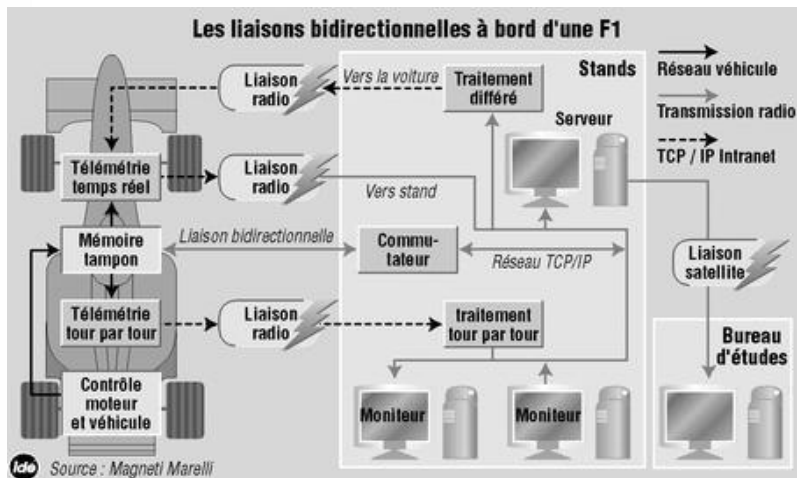 Les liaisons bidirectionnelles à bord d'une F1
Liaison
radio
Vers la voiture
Traitement
différé
Stands
Serveur
Réseau véhicule
Transmission radio
TCP / IP Intranet
Télémétrie
temps réel
Liaison
radio
Vers stand
Mémoire
tampon
Liaison bidirectionnelle
Commu-
tateur
Réseau TCP/IP
Liaison
satellite
Télémétrie
tour par tour
Liaison
radio
traitement
tour par tour
Bureau
d'études
Contrôle
moteur
et véhicule
Moniteur
Moniteur
idé
Source : Magneti Marelli